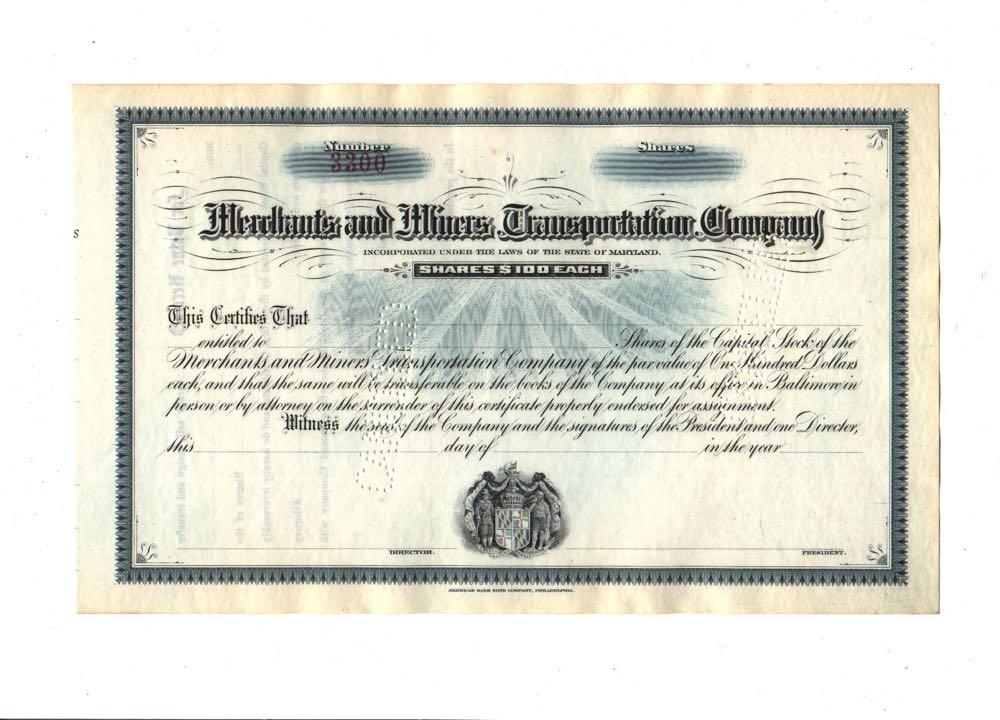 Number
3300
Shares
s
Merchants and Miners Transportation Company
INCORPORATED UNDER THE LAWS OF THE STATE OF MARYLAND.
SHARES $100 EACH
This Certifies That
entitled to Shares of the Capital Stock of the
Merchants and Miners Transportation Company of the par value of One Hundred Dollars
each, and that the same will be transferable on the books of the Company at its office in Baltimore in
person or by attorney on the surrender of this certificate properly endorsed for assignment.
Witness the seal of the Company and the signatures of the President and one Director,
this day of in the year
DIRECTOR. PRESIDENT.
AMERICAN BANK NOTE COMPANY, PHILADELPHIA.